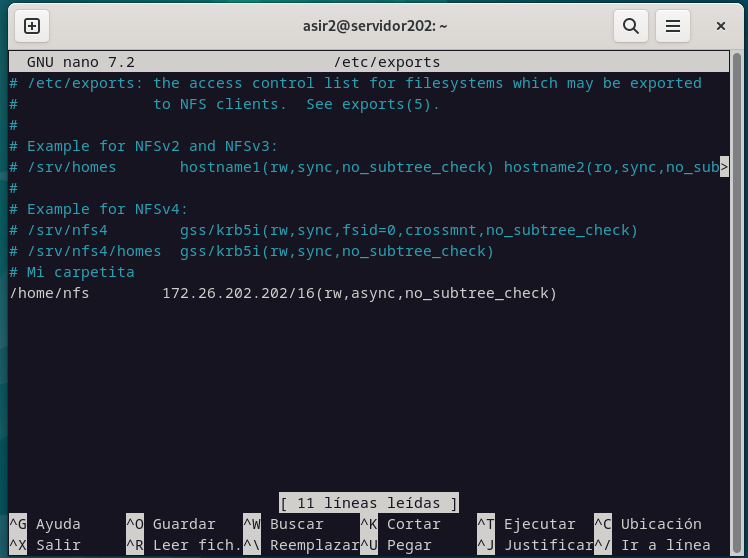 asir2@servidor202: ~
GNU nano 7.2 /etc/exports
# /etc/exports: the access control list for filesystems which may be exported
#               to NFS clients.  See exports(5).
#
# Example for NFSv2 and NFSv3:
# /srv/homes       hostname1(rw,sync,no_subtree_check) hostname2(ro,sync,no_sub>
#
# Example for NFSv4:
# /srv/nfs4        gss/krb5i(rw,sync,fsid=0,crossmnt,no_subtree_check)
# /srv/nfs4/homes  gss/krb5i(rw,sync,no_subtree_check)
# Mi carpetita
/home/nfs        172.26.202.202/16(rw,async,no_subtree_check)
[ 11 líneas leídas ]
^G Ayuda ^O Guardar ^W Buscar ^K Cortar ^T Ejecutar ^C Ubicación
^X Salir ^R Leer fich.^\ Reemplazar^U Pegar ^J Justificar^/ Ir a línea